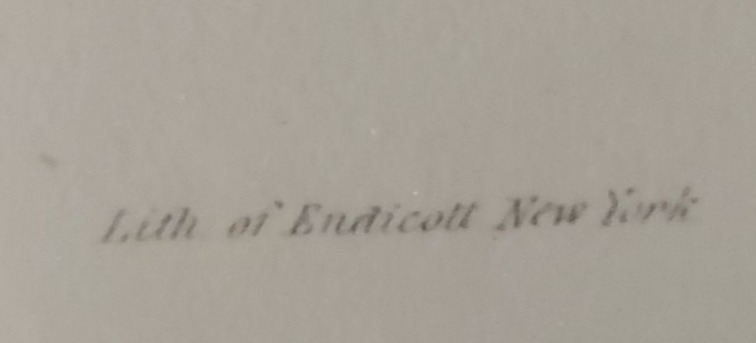 Lith of Endicott New York